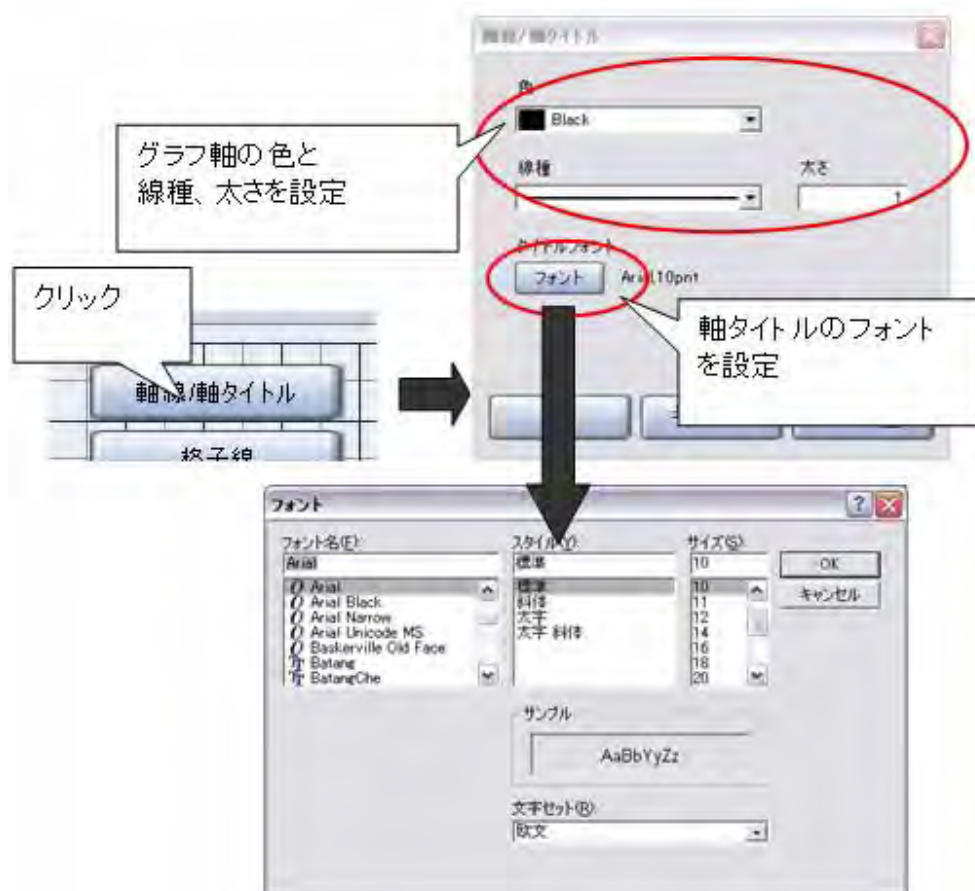 軸線/軸タイトル
色
Black
グラフ軸の色と
線種、太さを設定
線種
太さ
1
タイトルフォント
フォント
Arial,10pnt
クリック
軸タイトルのフォント
を設定
軸線/軸タイトル
格子線
フォント
フォント名(F):
スタイル(Y):
サイズ(S):
Arial
標準
10
OK
キャンセル
Arial
Arial Black
Arial Narrow
Arial Unicode MS
Baskerville Old Face
Batang
BatangChe
標準
斜体
太字
太字 斜体
10
11
12
14
16
18
20
サンプル
AaBbYyZz
文字セット(R):
欧文